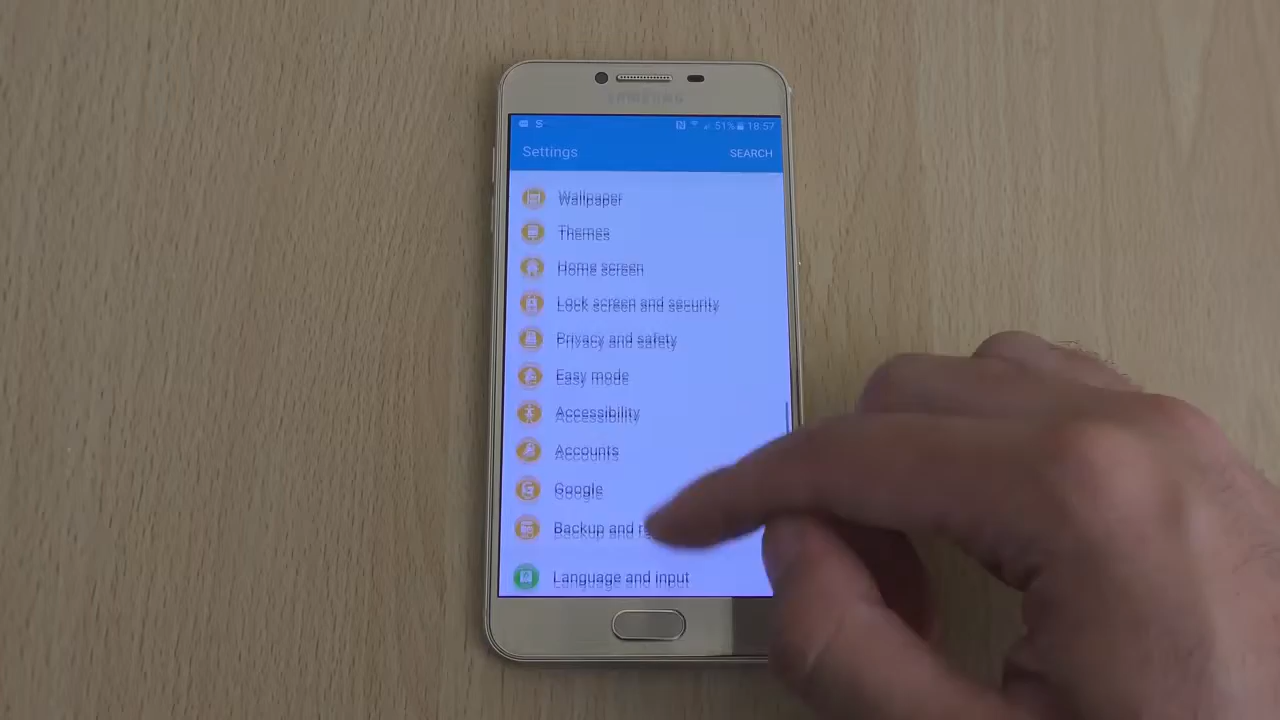 SAMSUNG
51% 18:57
Settings SEARCH
Wallpaper
Themes
Home screen
Lock screen and security
Privacy and safety
Easy mode
Accessibility
Accounts
Google
Backup and
Language and input